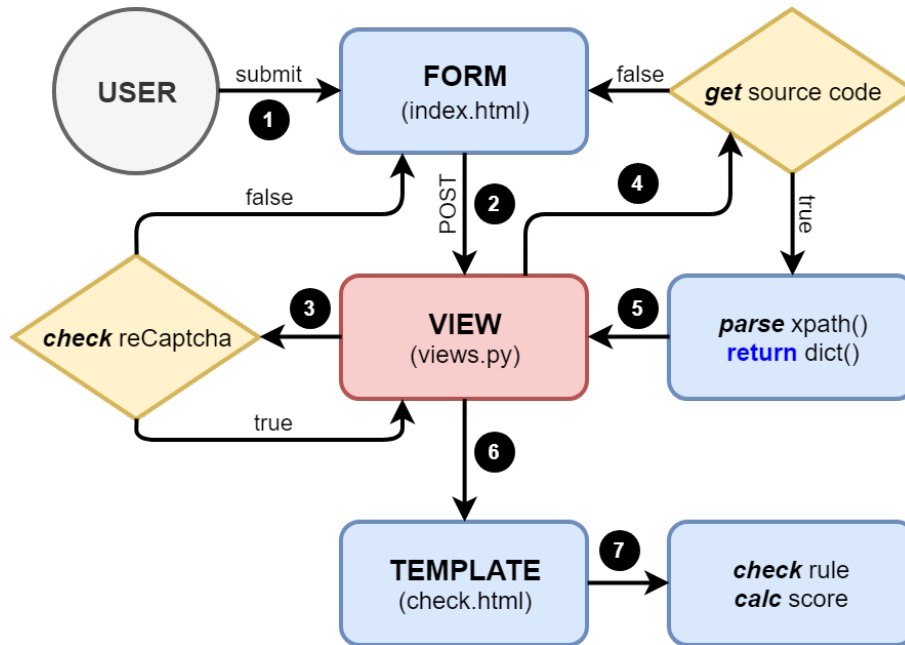 USER
submit
1
FORM
(index.html)
false
get source code
false
POST
2
4
true
check reCaptcha
3
VIEW
(views.py)
5
parse xpath()
return dict()
true
6
TEMPLATE
(check.html)
7
check rule
calc score